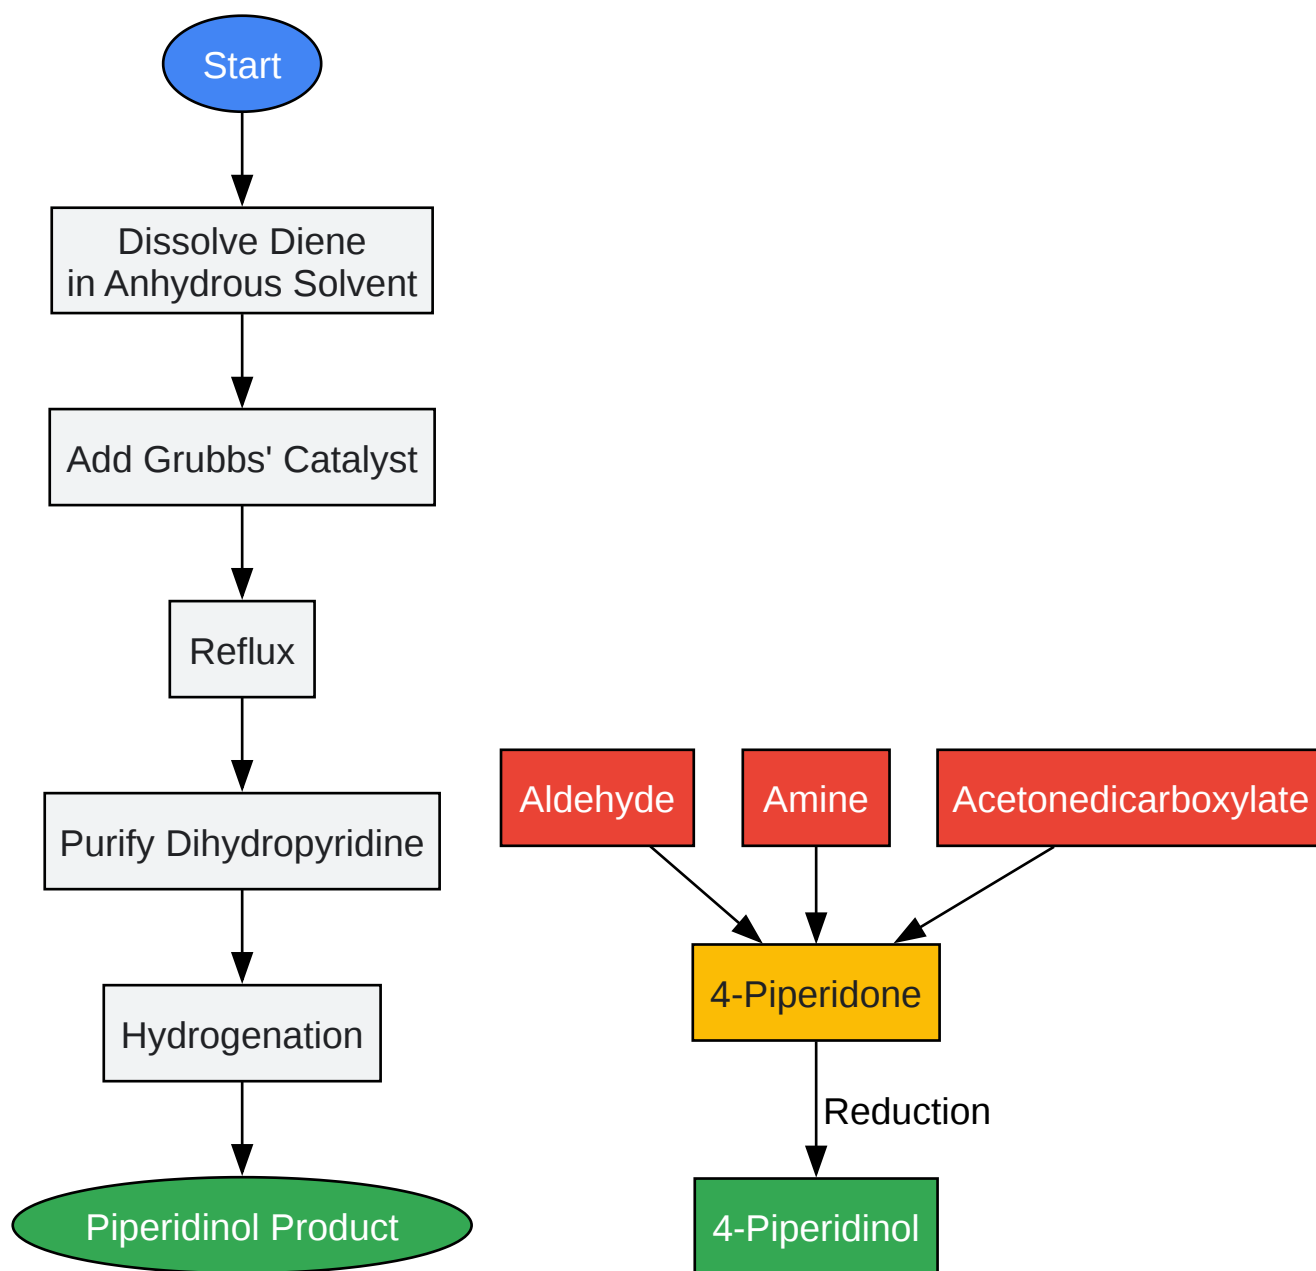 Start
Dissolve Diene
in Anhydrous Solvent
Add Grubbs' Catalyst
Reflux
Purify Dihydropyridine
Hydrogenation
Piperidinol Product
Aldehyde
Amine
Acetonedicarboxylate
4-Piperidone
Reduction
4-Piperidinol